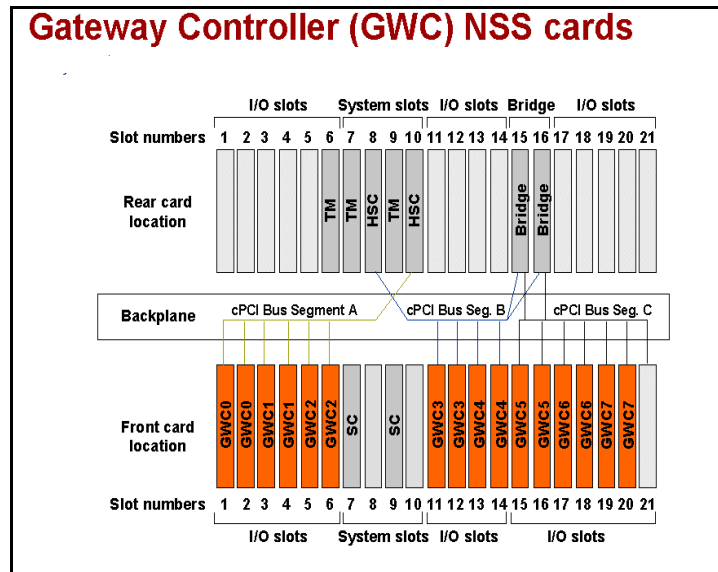 Gateway Controller (GWC) NSS cards
I/O slots System slots I/O slots Bridge I/O slots
Slot numbers 1 2 3 4 5 6 7 8 9 10 11 12 13 14 15 16 17 18 19 20 21
Rear card
location
TM TM HSC TM HSC Bridge Bridge
Backplane
cPCI Bus Segment A cPCI Bus Seg. B cPCI Bus Seg. C
Front card
location
GWC0 GWC0 GWC1 GWC1 GWC2 GWC2 SC SC GWC3 GWC3 GWC4 GWC4 GWC5 GWC5 GWC6 GWC6 GWC7 GWC7
Slot numbers 1 2 3 4 5 6 7 8 9 10 11 12 13 14 15 16 17 18 19 20 21
I/O slots System slots I/O slots I/O slots